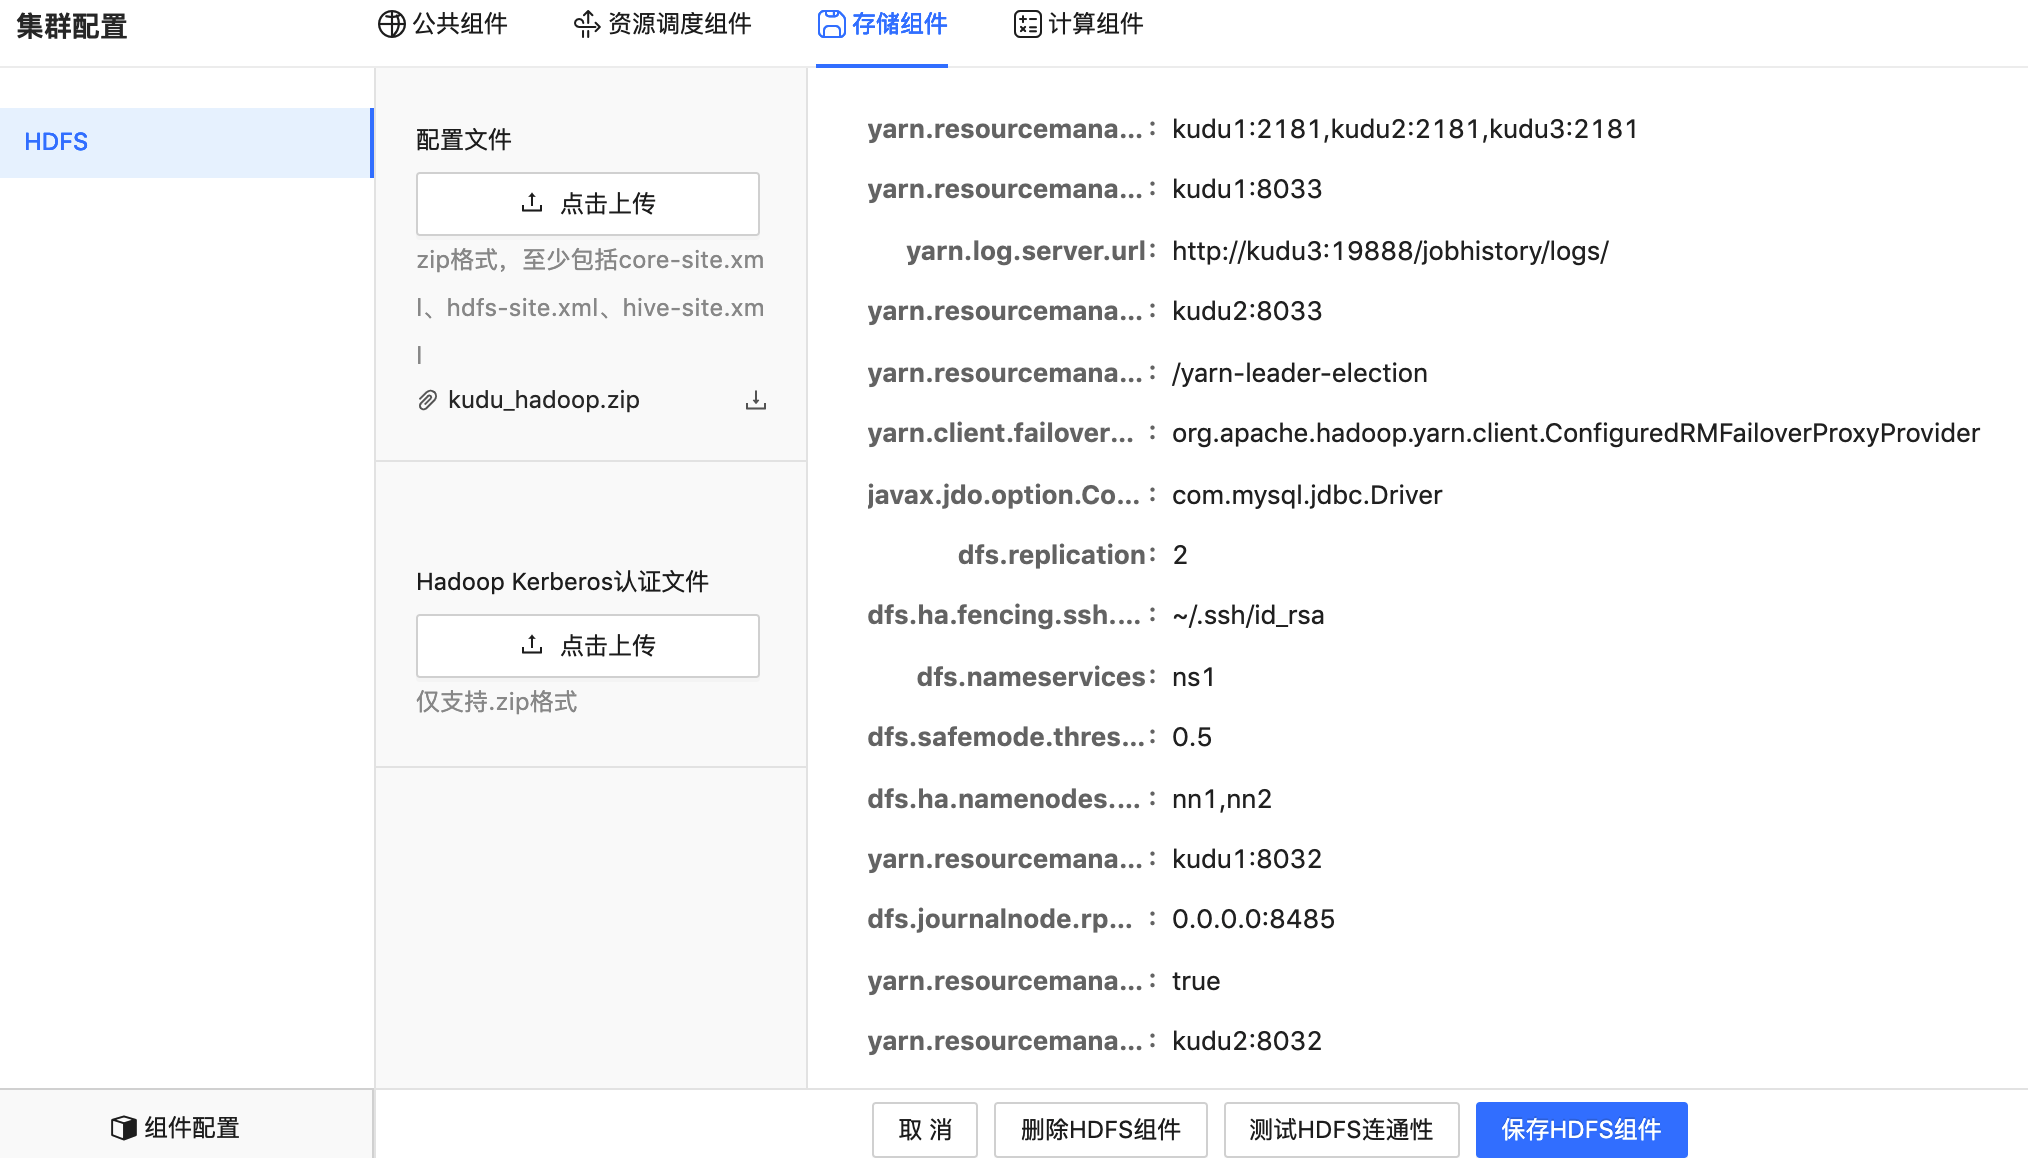 集群配置
公共组件
资源调度组件
存储组件
计算组件
HDFS
配置文件
点击上传
zip格式，至少包括core-site.xm
l、hdfs-site.xml、hive-site.xm
l
kudu_hadoop.zip
Hadoop Kerberos认证文件
点击上传
仅支持.zip格式
yarn.resourcemana...： kudu1:2181,kudu2:2181,kudu3:2181
yarn.resourcemana...： kudu1:8033
yarn.log.server.url： http://kudu3:19888/jobhistory/logs/
yarn.resourcemana...： kudu2:8033
yarn.resourcemana...： /yarn-leader-election
yarn.client.failover...： org.apache.hadoop.yarn.client.ConfiguredRMFailoverProxyProvider
javax.jdo.option.Co...： com.mysql.jdbc.Driver
dfs.replication： 2
dfs.ha.fencing.ssh....： ~/.ssh/id_rsa
dfs.nameservices： ns1
dfs.safemode.thres...： 0.5
dfs.ha.namenodes....： nn1,nn2
yarn.resourcemana...： kudu1:8032
dfs.journalnode.rp...： 0.0.0.0:8485
yarn.resourcemana...： true
yarn.resourcemana...： kudu2:8032
组件配置
取 消
删除HDFS组件
测试HDFS连通性
保存HDFS组件